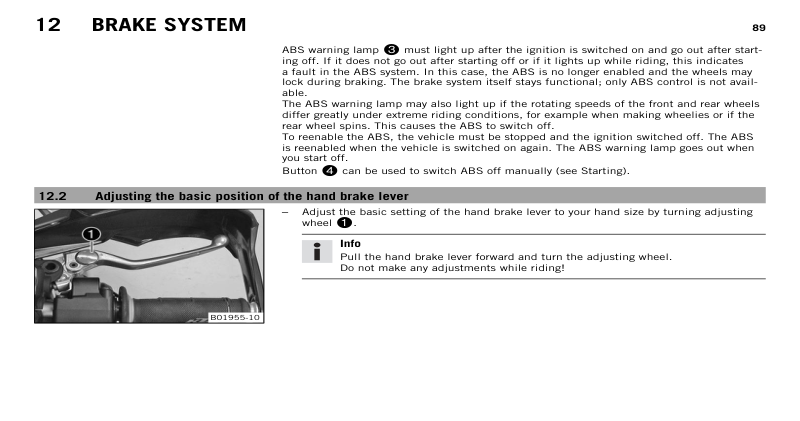 12 BRAKE SYSTEM 89
ABS warning lamp 3 must light up after the ignition is switched on and go out after start-
ing off. If it does not go out after starting off or if it lights up while riding, this indicates
a fault in the ABS system. In this case, the ABS is no longer enabled and the wheels may
lock during braking. The brake system itself stays functional; only ABS control is not avail-
able.
The ABS warning lamp may also light up if the rotating speeds of the front and rear wheels
differ greatly under extreme riding conditions, for example when making wheelies or if the
rear wheel spins. This causes the ABS to switch off.
To reenable the ABS, the vehicle must be stopped and the ignition switched off. The ABS
is reenabled when the vehicle is switched on again. The ABS warning lamp goes out when
you start off.
Button 4 can be used to switch ABS off manually (see Starting).
12.2 Adjusting the basic position of the hand brake lever
1
B01955-10
– Adjust the basic setting of the hand brake lever to your hand size by turning adjusting
wheel 1.
i
Info
Pull the hand brake lever forward and turn the adjusting wheel.
Do not make any adjustments while riding!